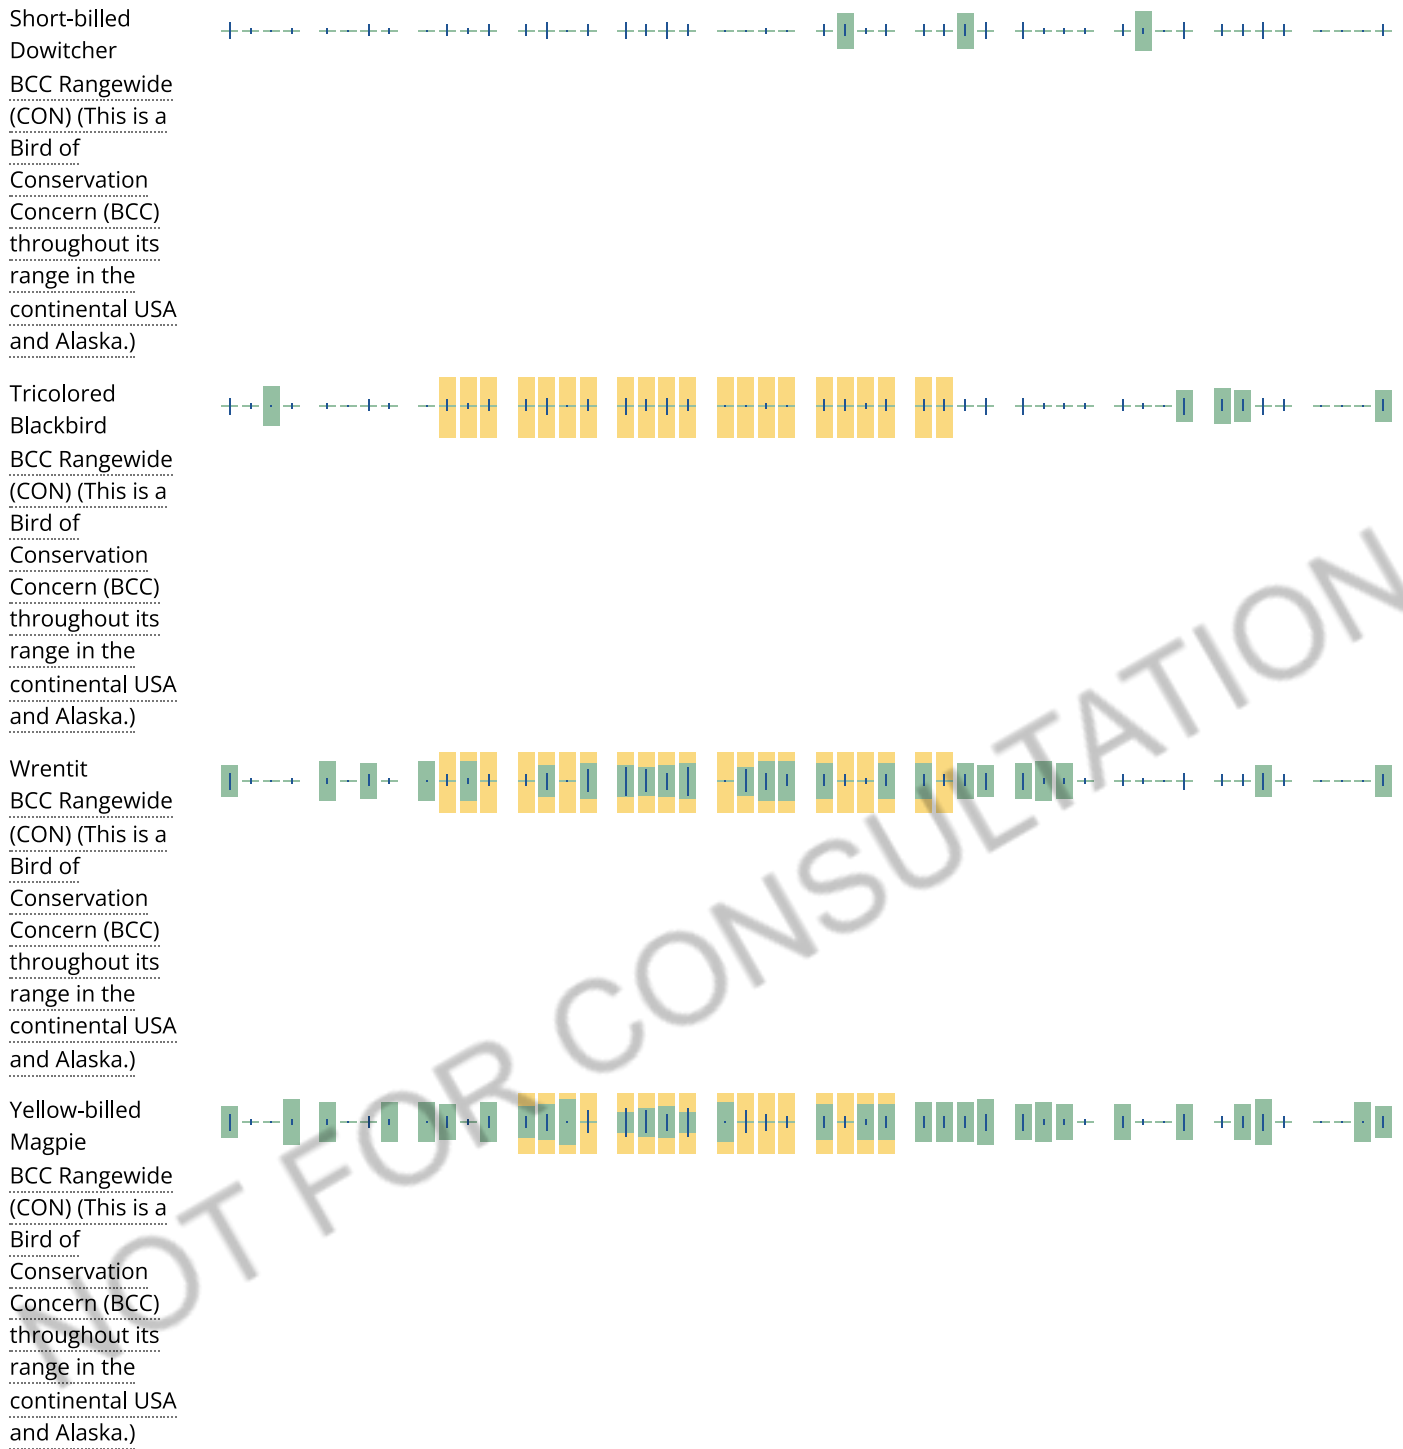 Short-billed
Dowitcher
BCC Rangewide
(CON) (This is a
Bird of
Conservation
Concern (BCC)
throughout its
range in the
continental USA
and Alaska.)
Tricolored
Blackbird
BCC Rangewide
(CON) (This is a
Bird of
Conservation
Concern (BCC)
throughout its
range in the
continental USA
and Alaska.)
Wrentit
BCC Rangewide
(CON) (This is a
Bird of
Conservation
Concern (BCC)
throughout its
range in the
continental USA
and Alaska.)
Yellow-billed
Magpie
BCC Rangewide
(CON) (This is a
Bird of
Conservation
Concern (BCC)
throughout its
range in the
continental USA
and Alaska.)
NOT FOR CONSULTATION